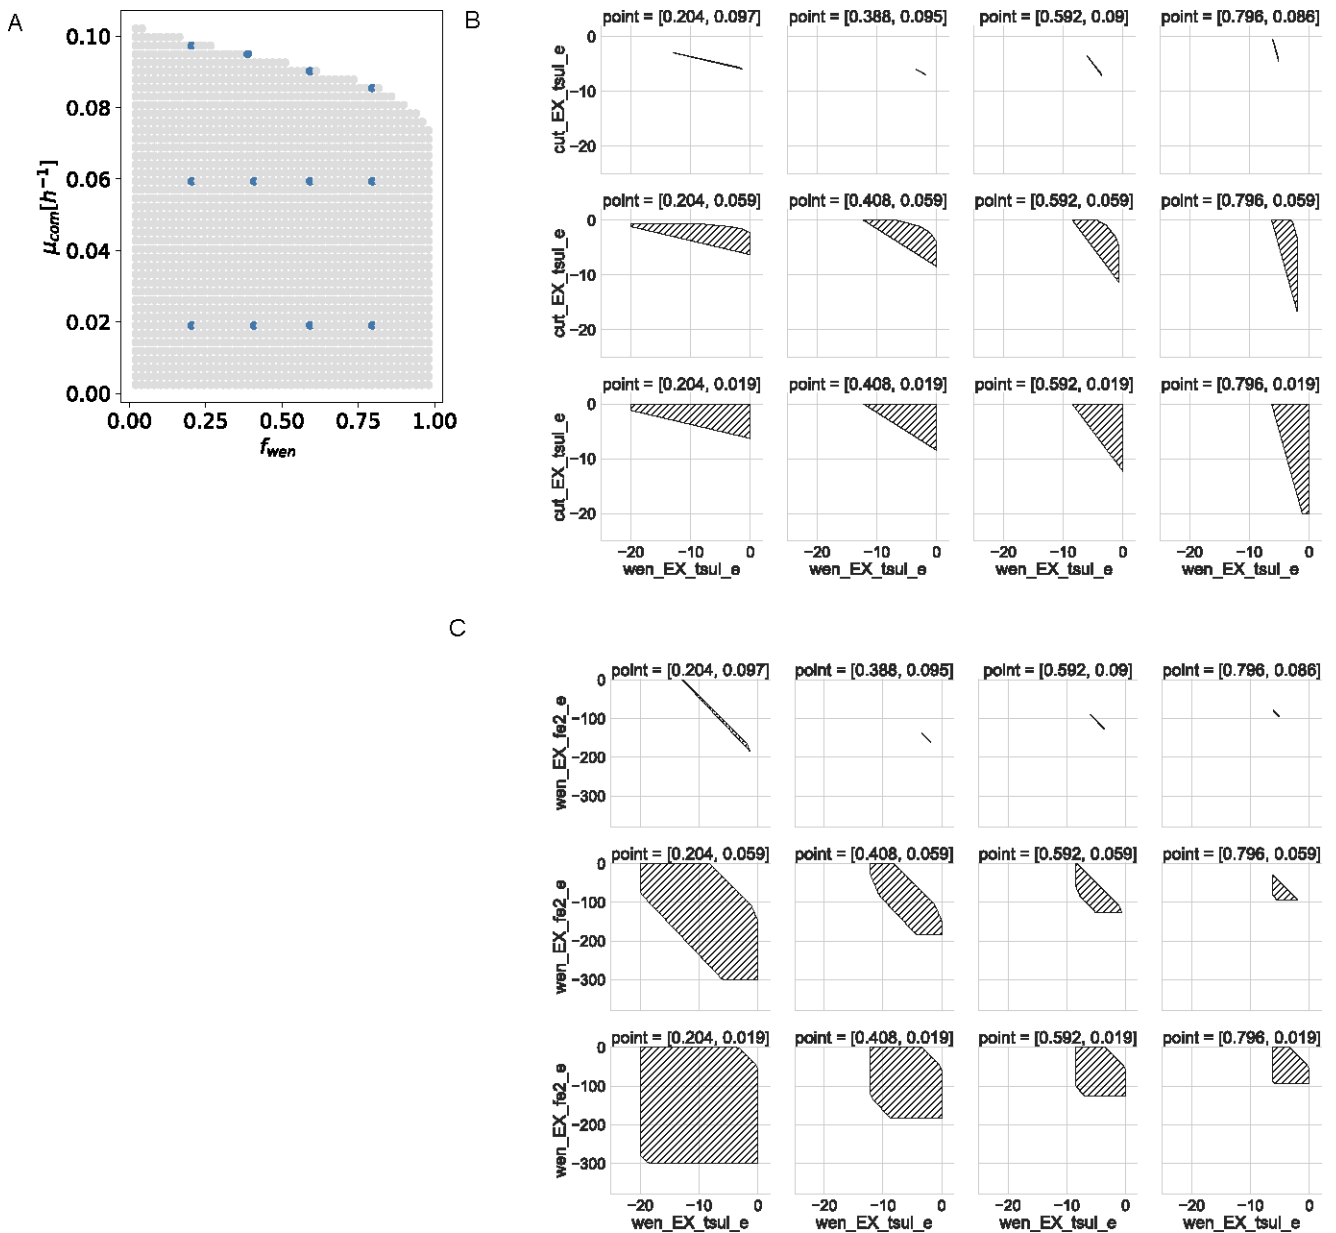 A
0.10
0.08
0.06
0.04
0.02
0.00
μcom[h⁻¹]
0.00 0.25 0.50 0.75 1.00
fwen
B
point = [0.204, 0.097] point = [0.388, 0.095] point = [0.592, 0.09] point = [0.796, 0.086]
0
−10
−20
cut_EX_tsul_e
point = [0.204, 0.059] point = [0.408, 0.059] point = [0.592, 0.059] point = [0.796, 0.059]
0
−10
−20
cut_EX_tsul_e
point = [0.204, 0.019] point = [0.408, 0.019] point = [0.592, 0.019] point = [0.796, 0.019]
0
−10
−20
cut_EX_tsul_e
−20 −10 0 −20 −10 0 −20 −10 0 −20 −10 0
wen_EX_tsul_e wen_EX_tsul_e wen_EX_tsul_e wen_EX_tsul_e
C
point = [0.204, 0.097] point = [0.388, 0.095] point = [0.592, 0.09] point = [0.796, 0.086]
0
−100
−200
−300
wen_EX_fe2_e
point = [0.204, 0.059] point = [0.408, 0.059] point = [0.592, 0.059] point = [0.796, 0.059]
0
−100
−200
−300
wen_EX_fe2_e
point = [0.204, 0.019] point = [0.408, 0.019] point = [0.592, 0.019] point = [0.796, 0.019]
0
−100
−200
−300
wen_EX_fe2_e
−20 −10 0 −20 −10 0 −20 −10 0 −20 −10 0
wen_EX_tsul_e wen_EX_tsul_e wen_EX_tsul_e wen_EX_tsul_e